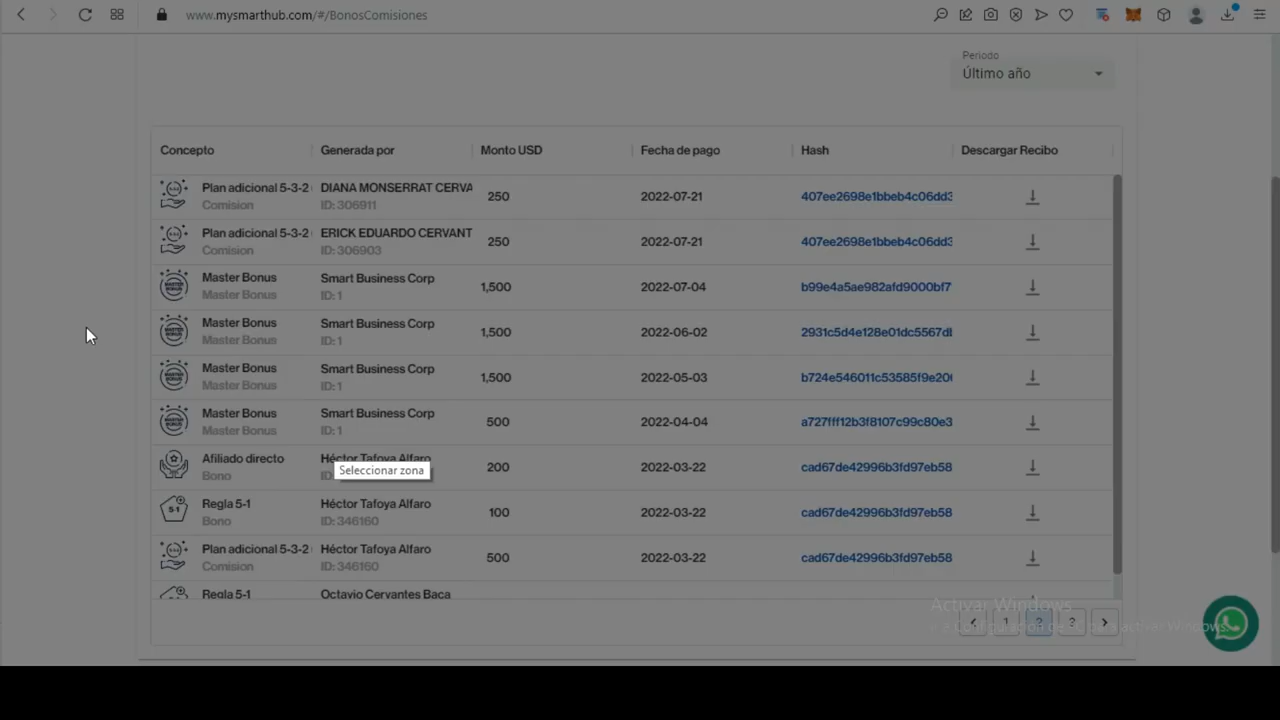 www.mysmarthub.com/#/BonosComisiones
Periodo
Último año
Concepto Generada por Monto USD Fecha de pago Hash Descargar Recibo
Plan adicional 5-3-2 DIANA MONSERRAT CERVA 250 2022-07-21 407ee2698e1bbeb4c06dd3
Comision ID: 306911
Plan adicional 5-3-2 ERICK EDUARDO CERVANT 250 2022-07-21 407ee2698e1bbeb4c06dd3
Comision ID: 306903
Master Bonus Smart Business Corp 1,500 2022-07-04 b99e4a5ae982afd9000bf7
Master Bonus ID: 1
Master Bonus Smart Business Corp 1,500 2022-06-02 2931c5d4e128e01dc5567d
Master Bonus ID: 1
Master Bonus Smart Business Corp 1,500 2022-05-03 b724e546011c53585f9e20
Master Bonus ID: 1
Master Bonus Smart Business Corp 500 2022-04-04 a727fff12b3f8107c99c80e3
Master Bonus ID: 1
Afiliado directo Héctor Tafoya Alfaro 200 2022-03-22 cad67de42996b3fd97eb58
Bono
Seleccionar zona
Regla 5-1 Héctor Tafoya Alfaro 100 2022-03-22 cad67de42996b3fd97eb58
Bono ID: 346160
Plan adicional 5-3-2 Héctor Tafoya Alfaro 500 2022-03-22 cad67de42996b3fd97eb58
Comision ID: 346160
Regla 5-1 Octavio Cervantes Baca
Activar Windows
1